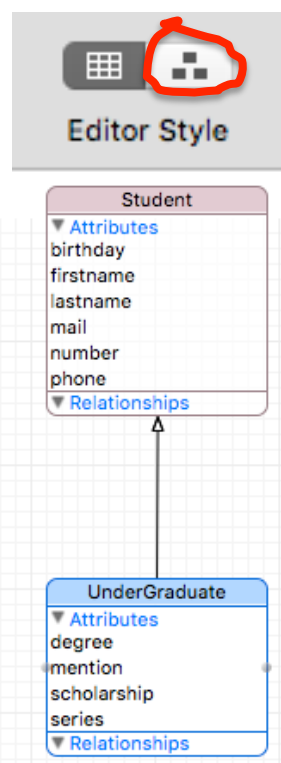 Editor Style
Student
Attributes
birthday
firstname
lastname
mail
number
phone
Relationships
UnderGraduate
Attributes
degree
mention
scholarship
series
Relationships